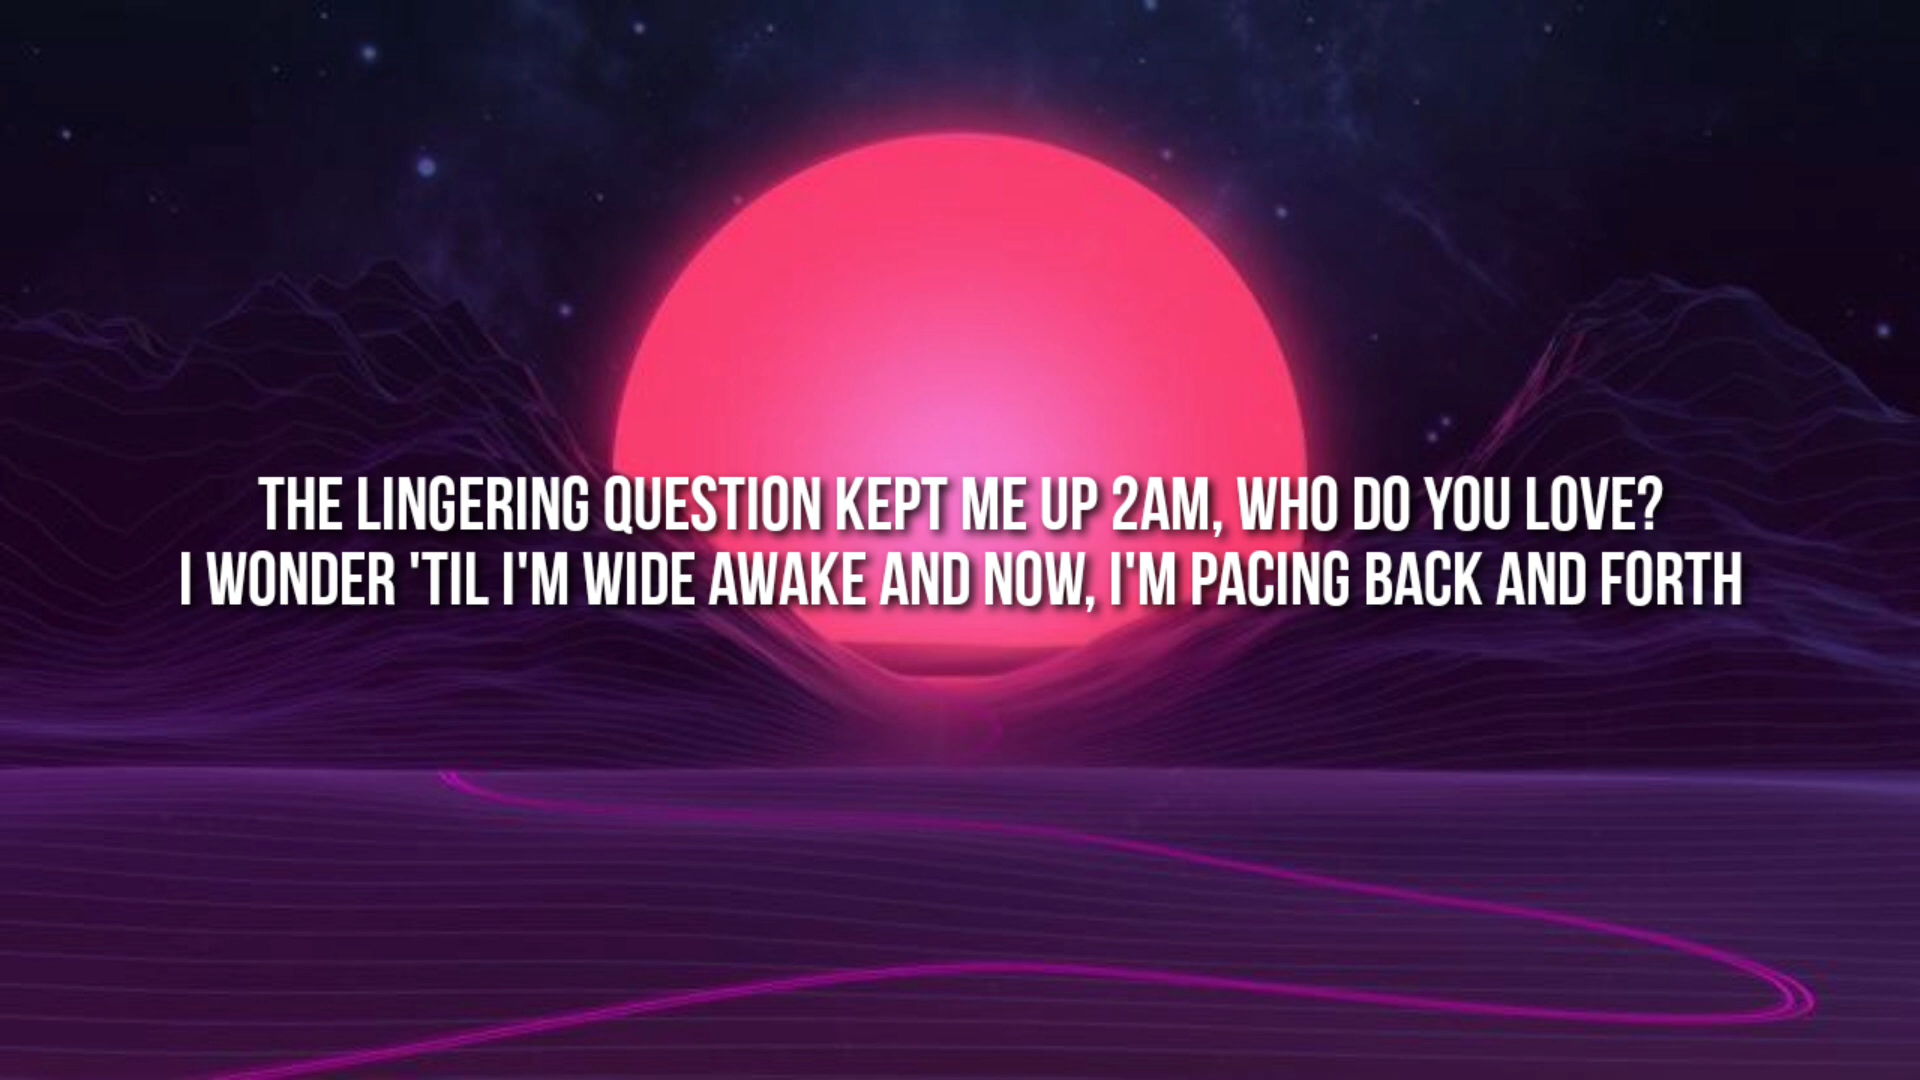 THE LINGERING QUESTION KEPT ME UP 2AM, WHO DO YOU LOVE?
I WONDER 'TIL I'M WIDE AWAKE AND NOW, I'M PACING BACK AND FORTH